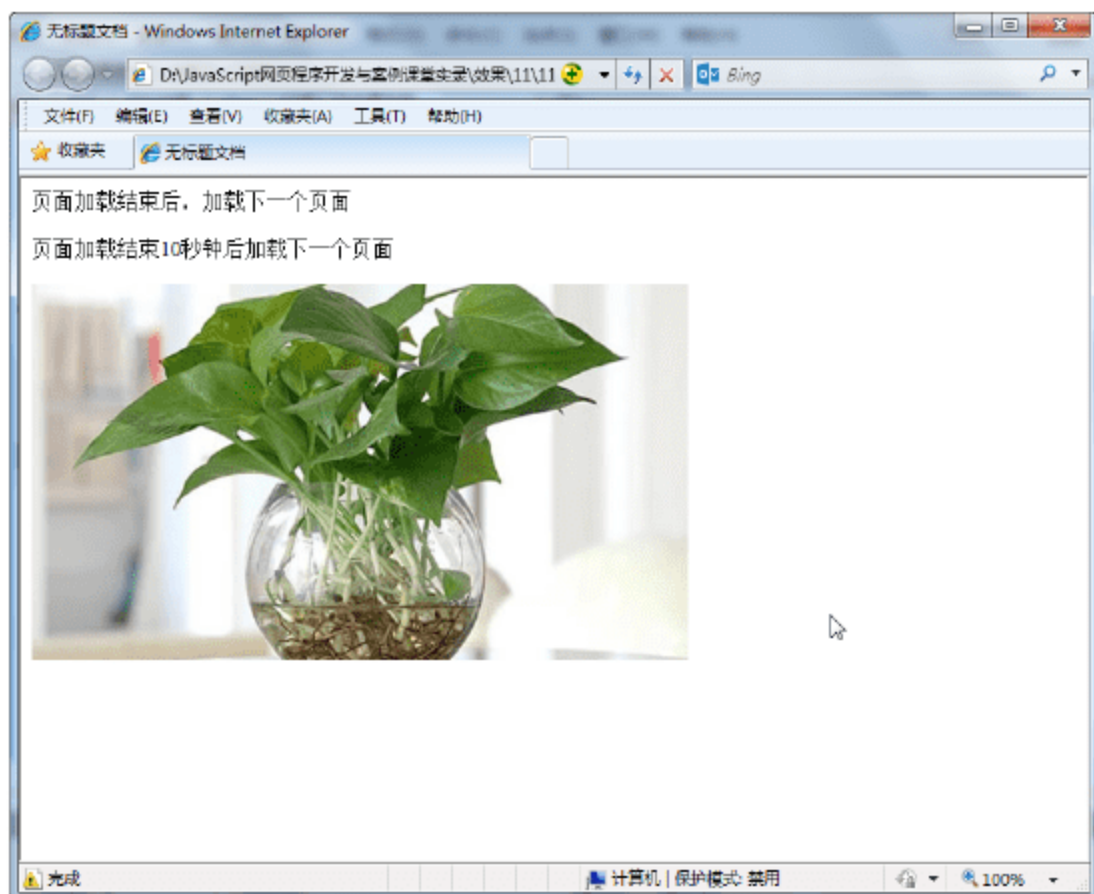 无标题文档 - Windows Internet Explorer
D:\JavaScript网页程序开发与案例课堂实录\效果\11\11
Bing
文件(F) 编辑(E) 查看(V) 收藏夹(A) 工具(T) 帮助(H)
收藏夹 无标题文档
页面加载结束后，加载下一个页面
页面加载结束10秒钟后加载下一个页面
完成 计算机 | 保护模式: 禁用 100%